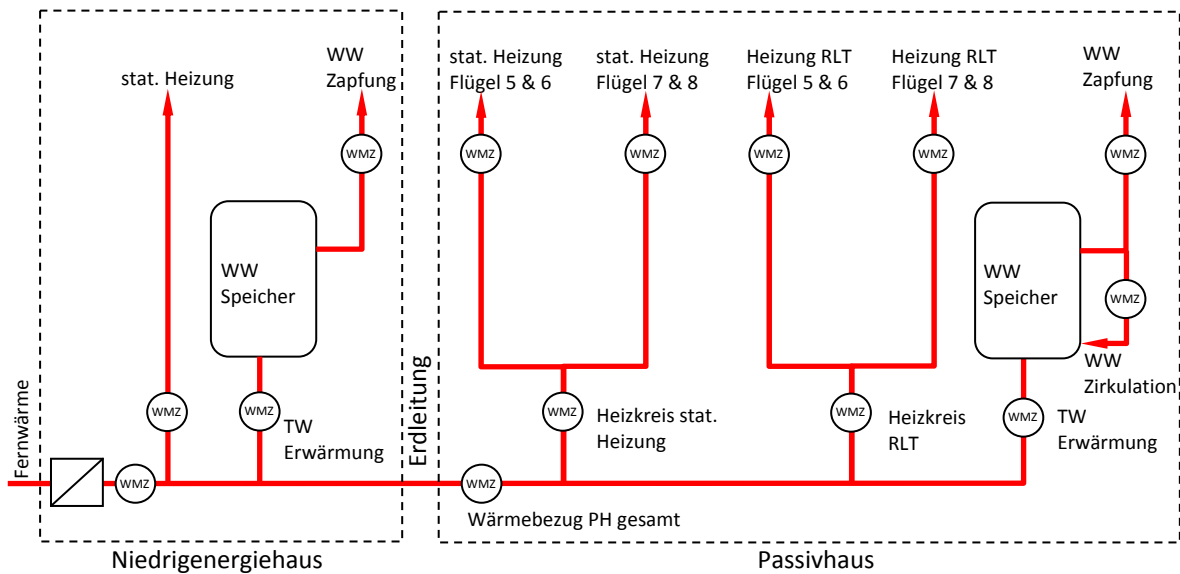 stat. Heizung
WW
Zapfung
WMZ
WW
Speicher
WMZ
WMZ
TW
Erwärmung
Fernwärme
WMZ
Niedrigenergiehaus
Erdleitung
stat. Heizung
Flügel 5 & 6
stat. Heizung
Flügel 7 & 8
Heizung RLT
Flügel 5 & 6
Heizung RLT
Flügel 7 & 8
WW
Zapfung
WMZ
WMZ
WMZ
WMZ
WMZ
WW
Speicher
WMZ
WW
Zirkulation
WMZ
Heizkreis stat.
Heizung
WMZ
Heizkreis
RLT
WMZ
TW
Erwärmung
WMZ
Wärmebezug PH gesamt
Passivhaus